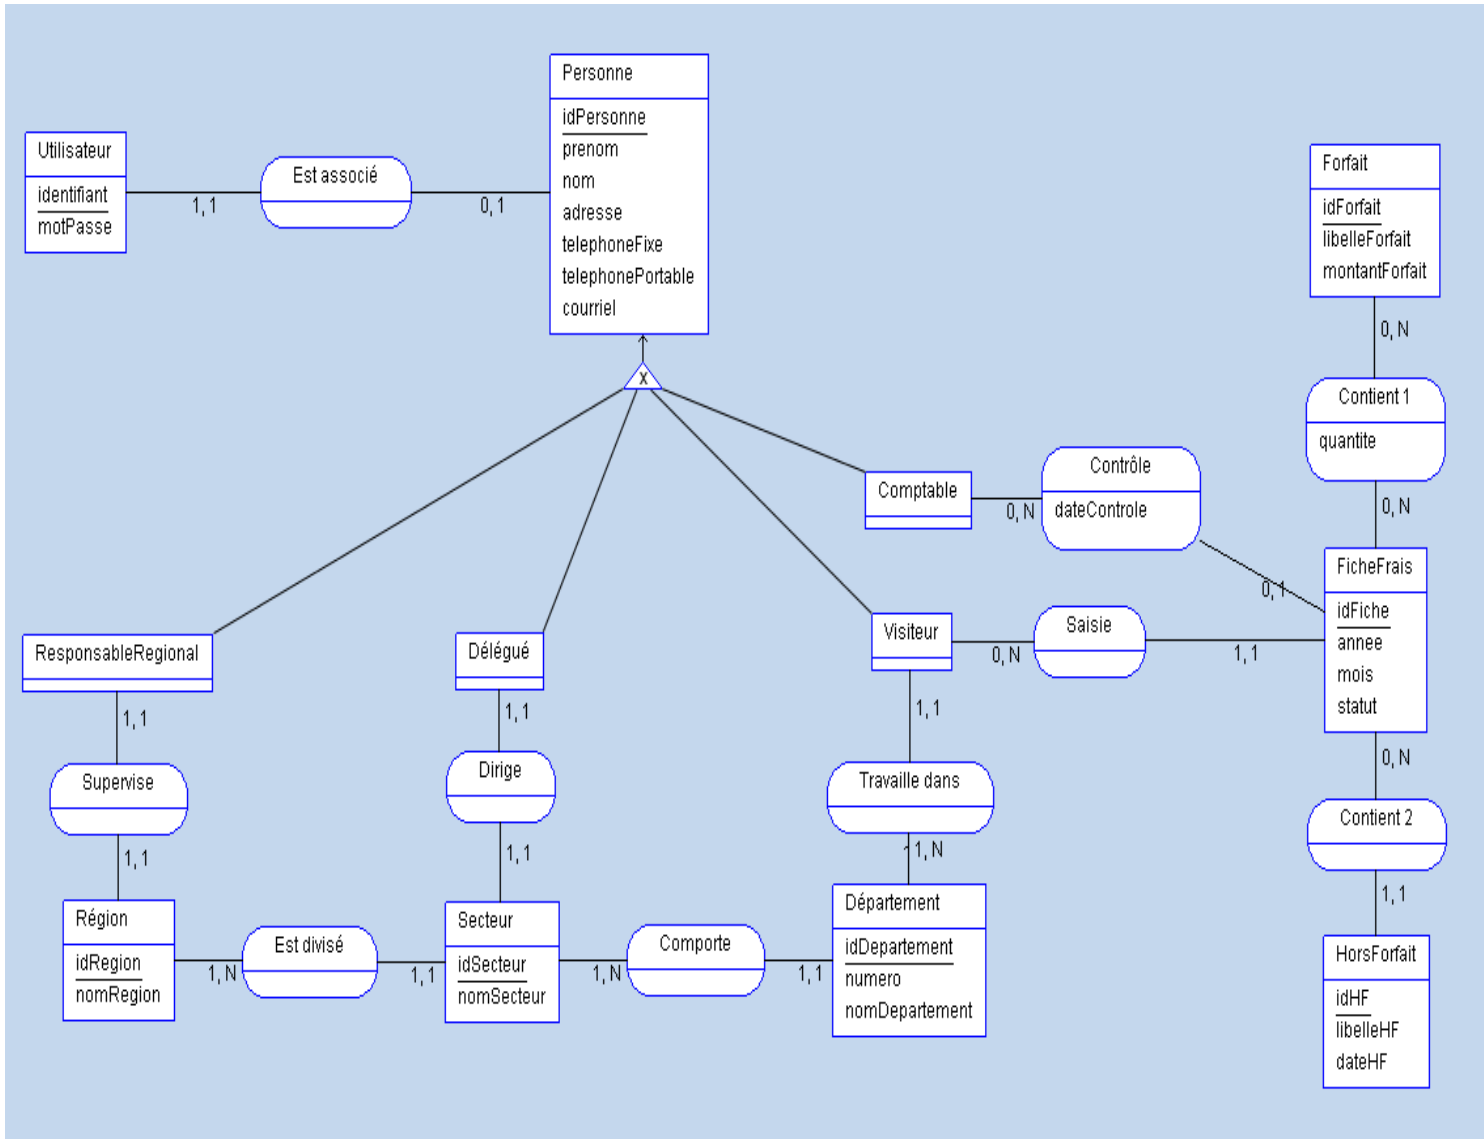 Personne
idPersonne
prenom
nom
adresse
telephoneFixe
telephonePortable
courriel
Utilisateur
identifiant
motPasse
1, 1
Est associé
0, 1
Forfait
idForfait
libelleForfait
montantForfait
0, N
Contient 1
quantite
0, N
X
Comptable
0, N
Contrôle
dateControle
0, 1
FicheFrais
idFiche
annee
mois
statut
ResponsableRegional
Délégué
Visiteur
0, N
Saisie
1, 1
1, 1
1, 1
1, 1
0, N
Supervise
Dirige
Travaille dans
Contient 2
1, 1
1, 1
1, N
1, 1
Région
idRegion
nomRegion
1, N
Est divisé
1, 1
Secteur
idSecteur
nomSecteur
1, N
Comporte
1, 1
Département
idDepartement
numero
nomDepartement
HorsForfait
idHF
libelleHF
dateHF